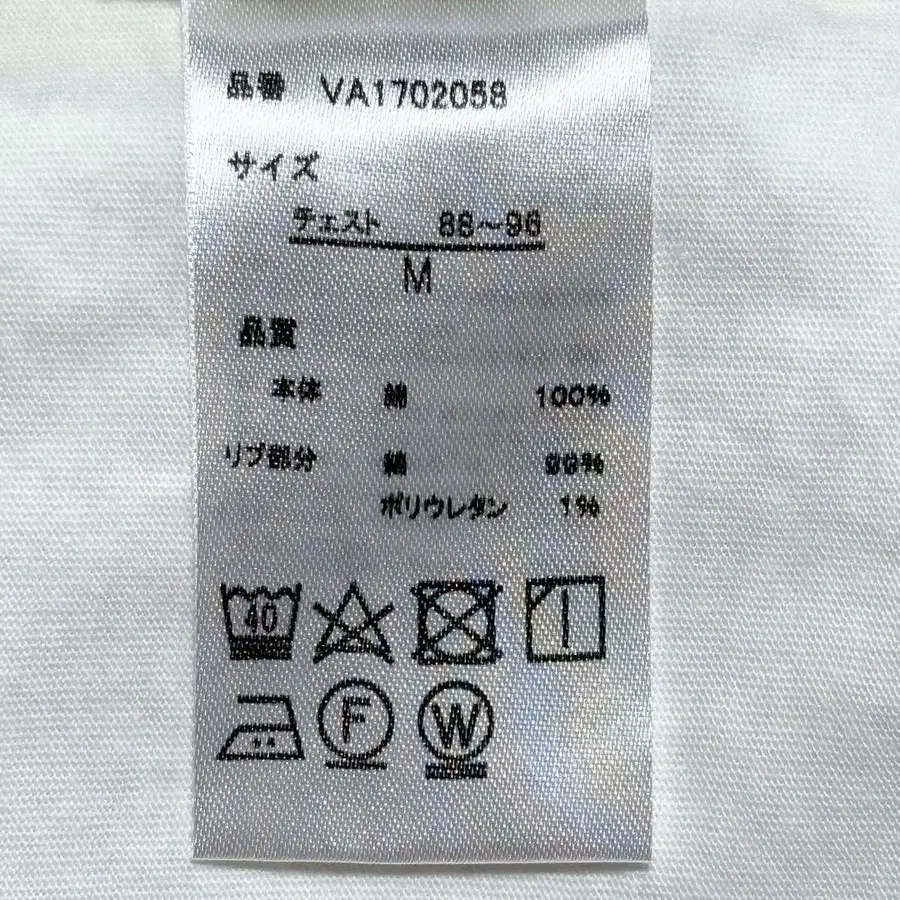 品番 VA1702058
サイズ
チェスト 88～96
M
品質
本体 綿 100%
リブ部分 綿 99%
ポリウレタン 1%
40
F
W